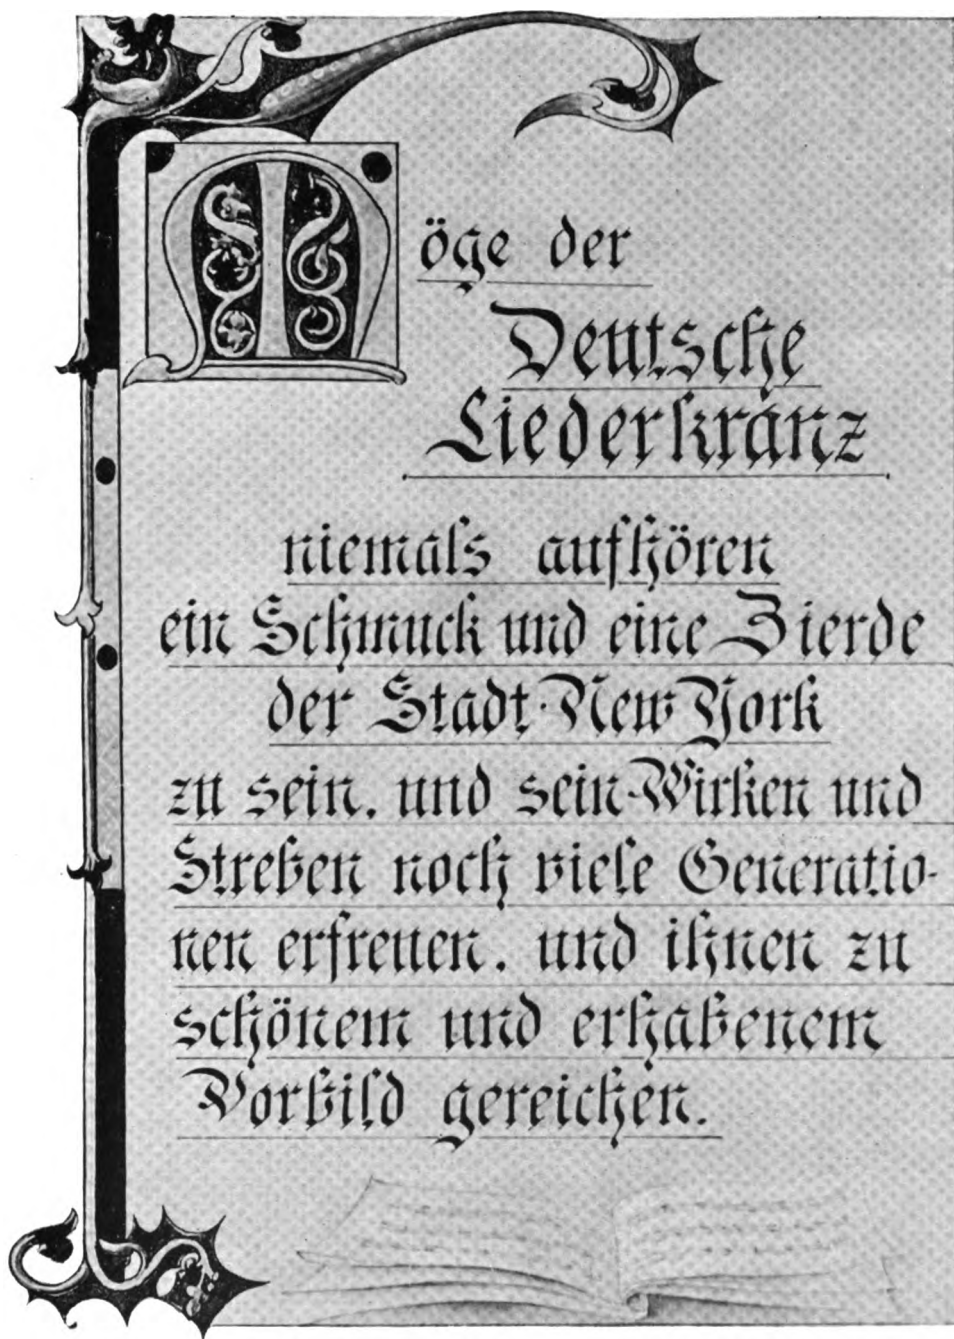 Möge der
Deutsche
Liederkranz
niemals aufhören
ein Schmuck und eine Zierde
der Stadt New York
zu sein, und sein Wirken und
Streben noch viele Generatio-
nen erfreuen, und ihnen zu
schönem und erhabenem
Vorbild gereichen.